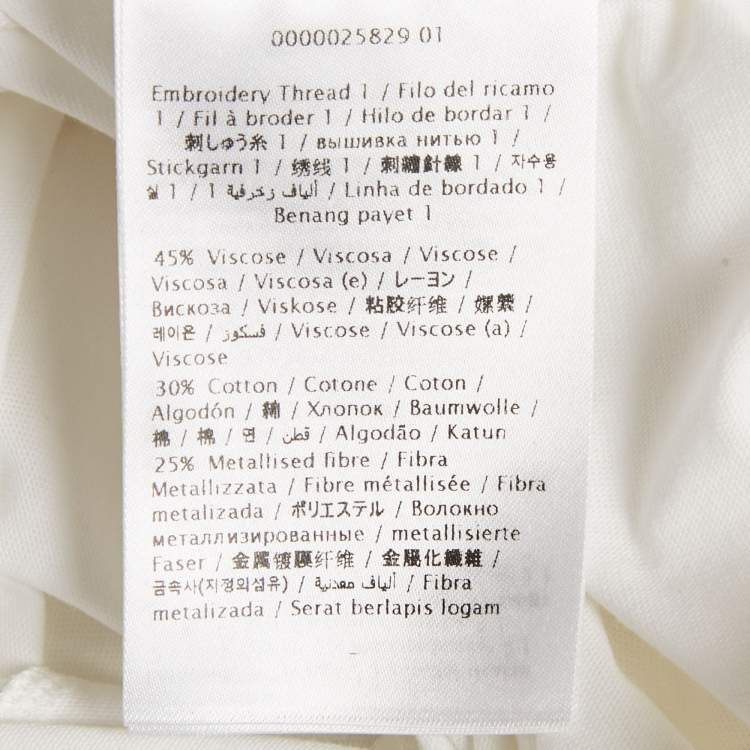 0000025829 01
Embroidery Thread 1 / Filo del ricamo
1 / Fil à broder 1 / Hilo de bordar 1 /
刺しゅう糸 1 / вышивка нитью 1 /
Stickgarn 1 / 绣线 1 / 刺繡針線 1 / 자수용
실 1 / 1 ألياف زخرفية / Linha de bordado 1 /
Benang payet 1
45% Viscose / Viscosa / Viscose /
Viscosa / Viscosa (e) / レーヨン /
Вискоза / Viskose / 粘胶纤维 / 嫘縈 /
레이온 / فسكوز / Viscose / Viscose (a) /
Viscose
30% Cotton / Cotone / Coton /
Algodón / 綿 / Хлопок / Baumwolle /
棉 / 棉 / 면 / قطن / Algodão / Katun
25% Metallised fibre / Fibra
Metallizzata / Fibre métallisée / Fibra
metalizada / ポリエステル / Волокно
металлизированные / metallisierte
Faser / 金属镀膜纤维 / 金屬化纖維 /
금속사(지정외섬유) / ألياف معدنية / Fibra
metalizada / Serat berlapis logam